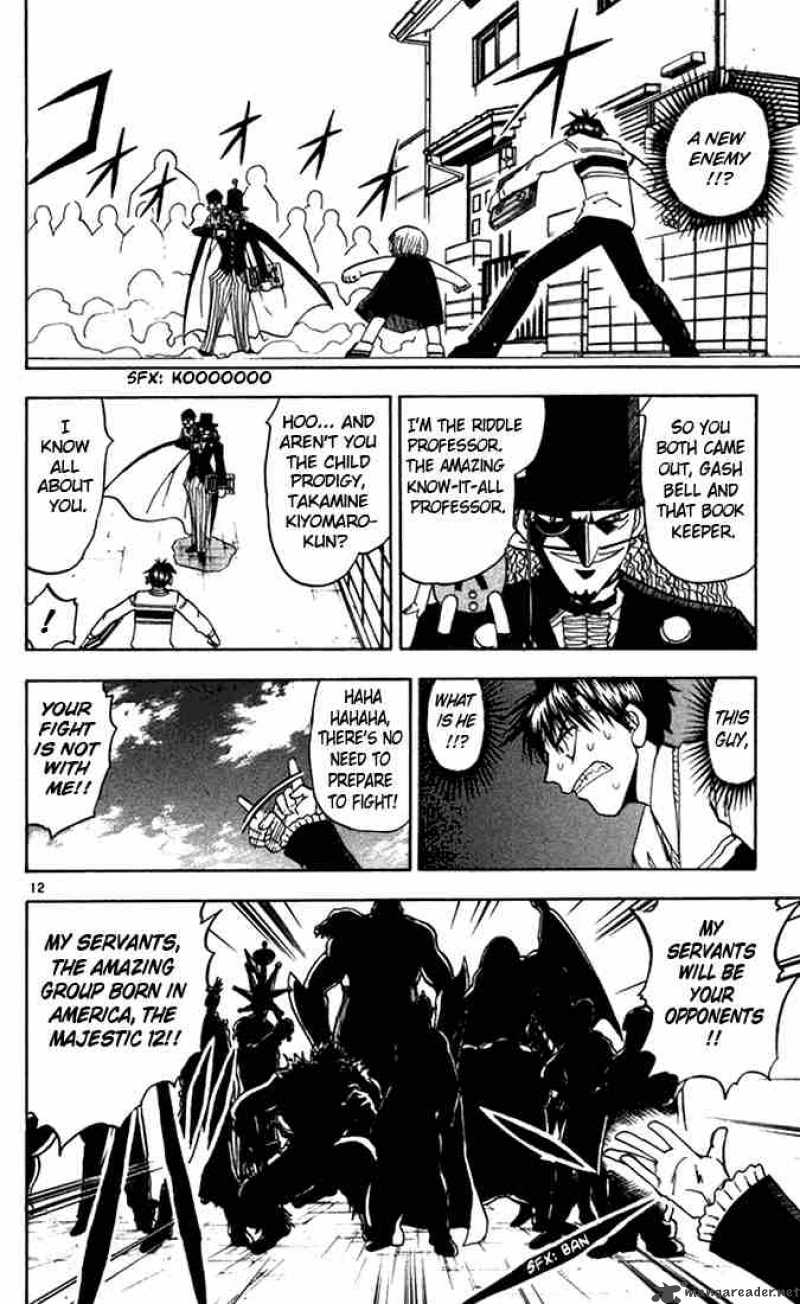 A NEW
ENEMY
!!?
SFX: KOOOOOOO
SO YOU
BOTH CAME
OUT, GASH
BELL AND
THAT BOOK
KEEPER.
I'M THE RIDDLE
PROFESSOR.
THE AMAZING
KNOW-IT-ALL
PROFESSOR.
HOO... AND
AREN'T YOU
THE CHILD
PRODIGY,
TAKAMINE
KIYOMARO-
KUN?
I
KNOW
ALL
ABOUT
YOU.
!
THIS
GUY,
WHAT
IS HE
!!?
HAHA
HAHAHA,
THERE'S NO
NEED TO
PREPARE
TO FIGHT!
YOUR
FIGHT
IS NOT
WITH
ME!!
12
MY
SERVANTS
WILL BE
YOUR
OPPONENTS
!!
MY SERVANTS,
THE AMAZING
GROUP BORN IN
AMERICA, THE
MAJESTIC 12!!
SFX: BAN
mangareader.net